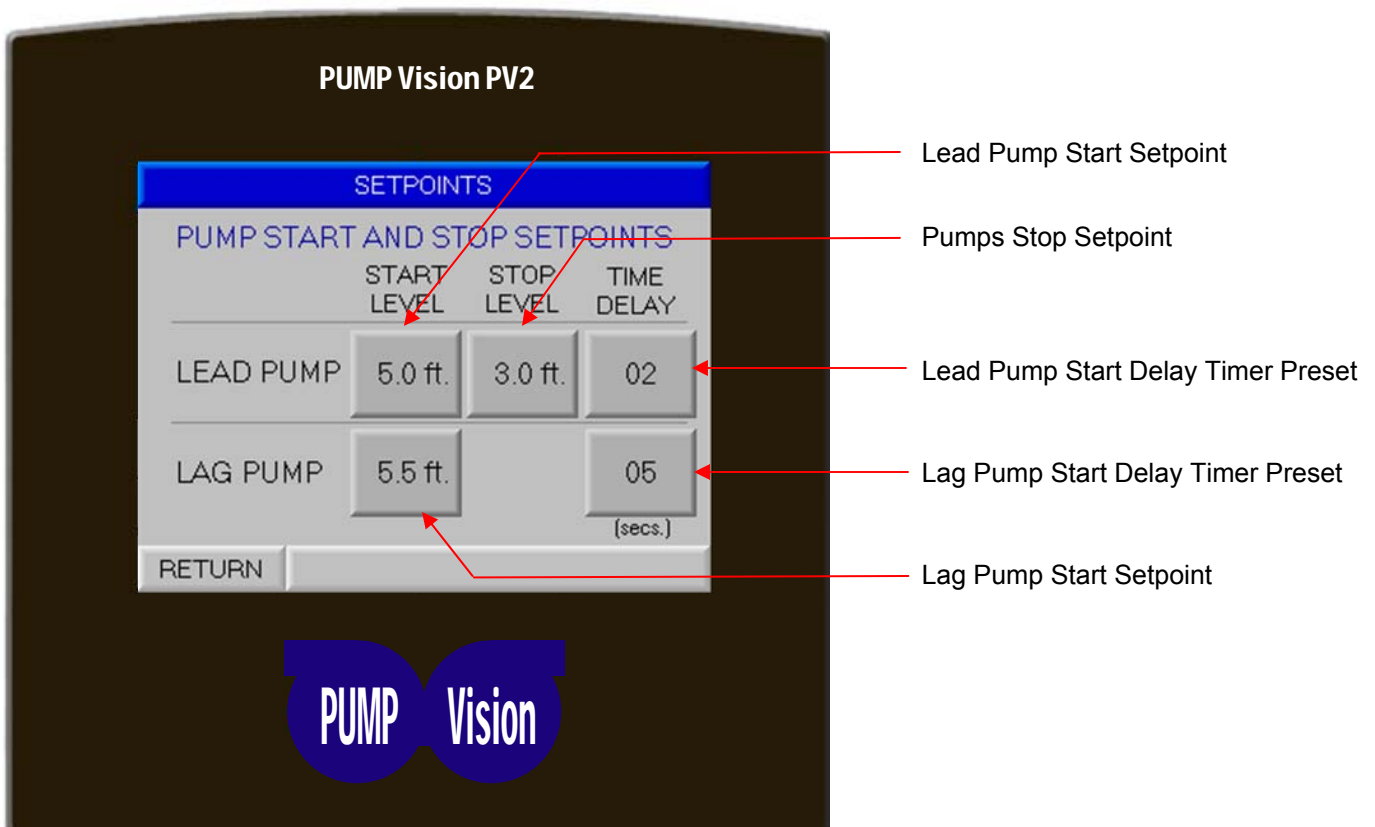 PUMP Vision PV2
SETPOINTS
PUMP START AND STOP SETPOINTS
START LEVEL
STOP LEVEL
TIME DELAY
LEAD PUMP 5.0 ft. 3.0 ft. 02
LAG PUMP 5.5 ft. 05
(secs.)
RETURN
PUMP Vision
Lead Pump Start Setpoint
Pumps Stop Setpoint
Lead Pump Start Delay Timer Preset
Lag Pump Start Delay Timer Preset
Lag Pump Start Setpoint